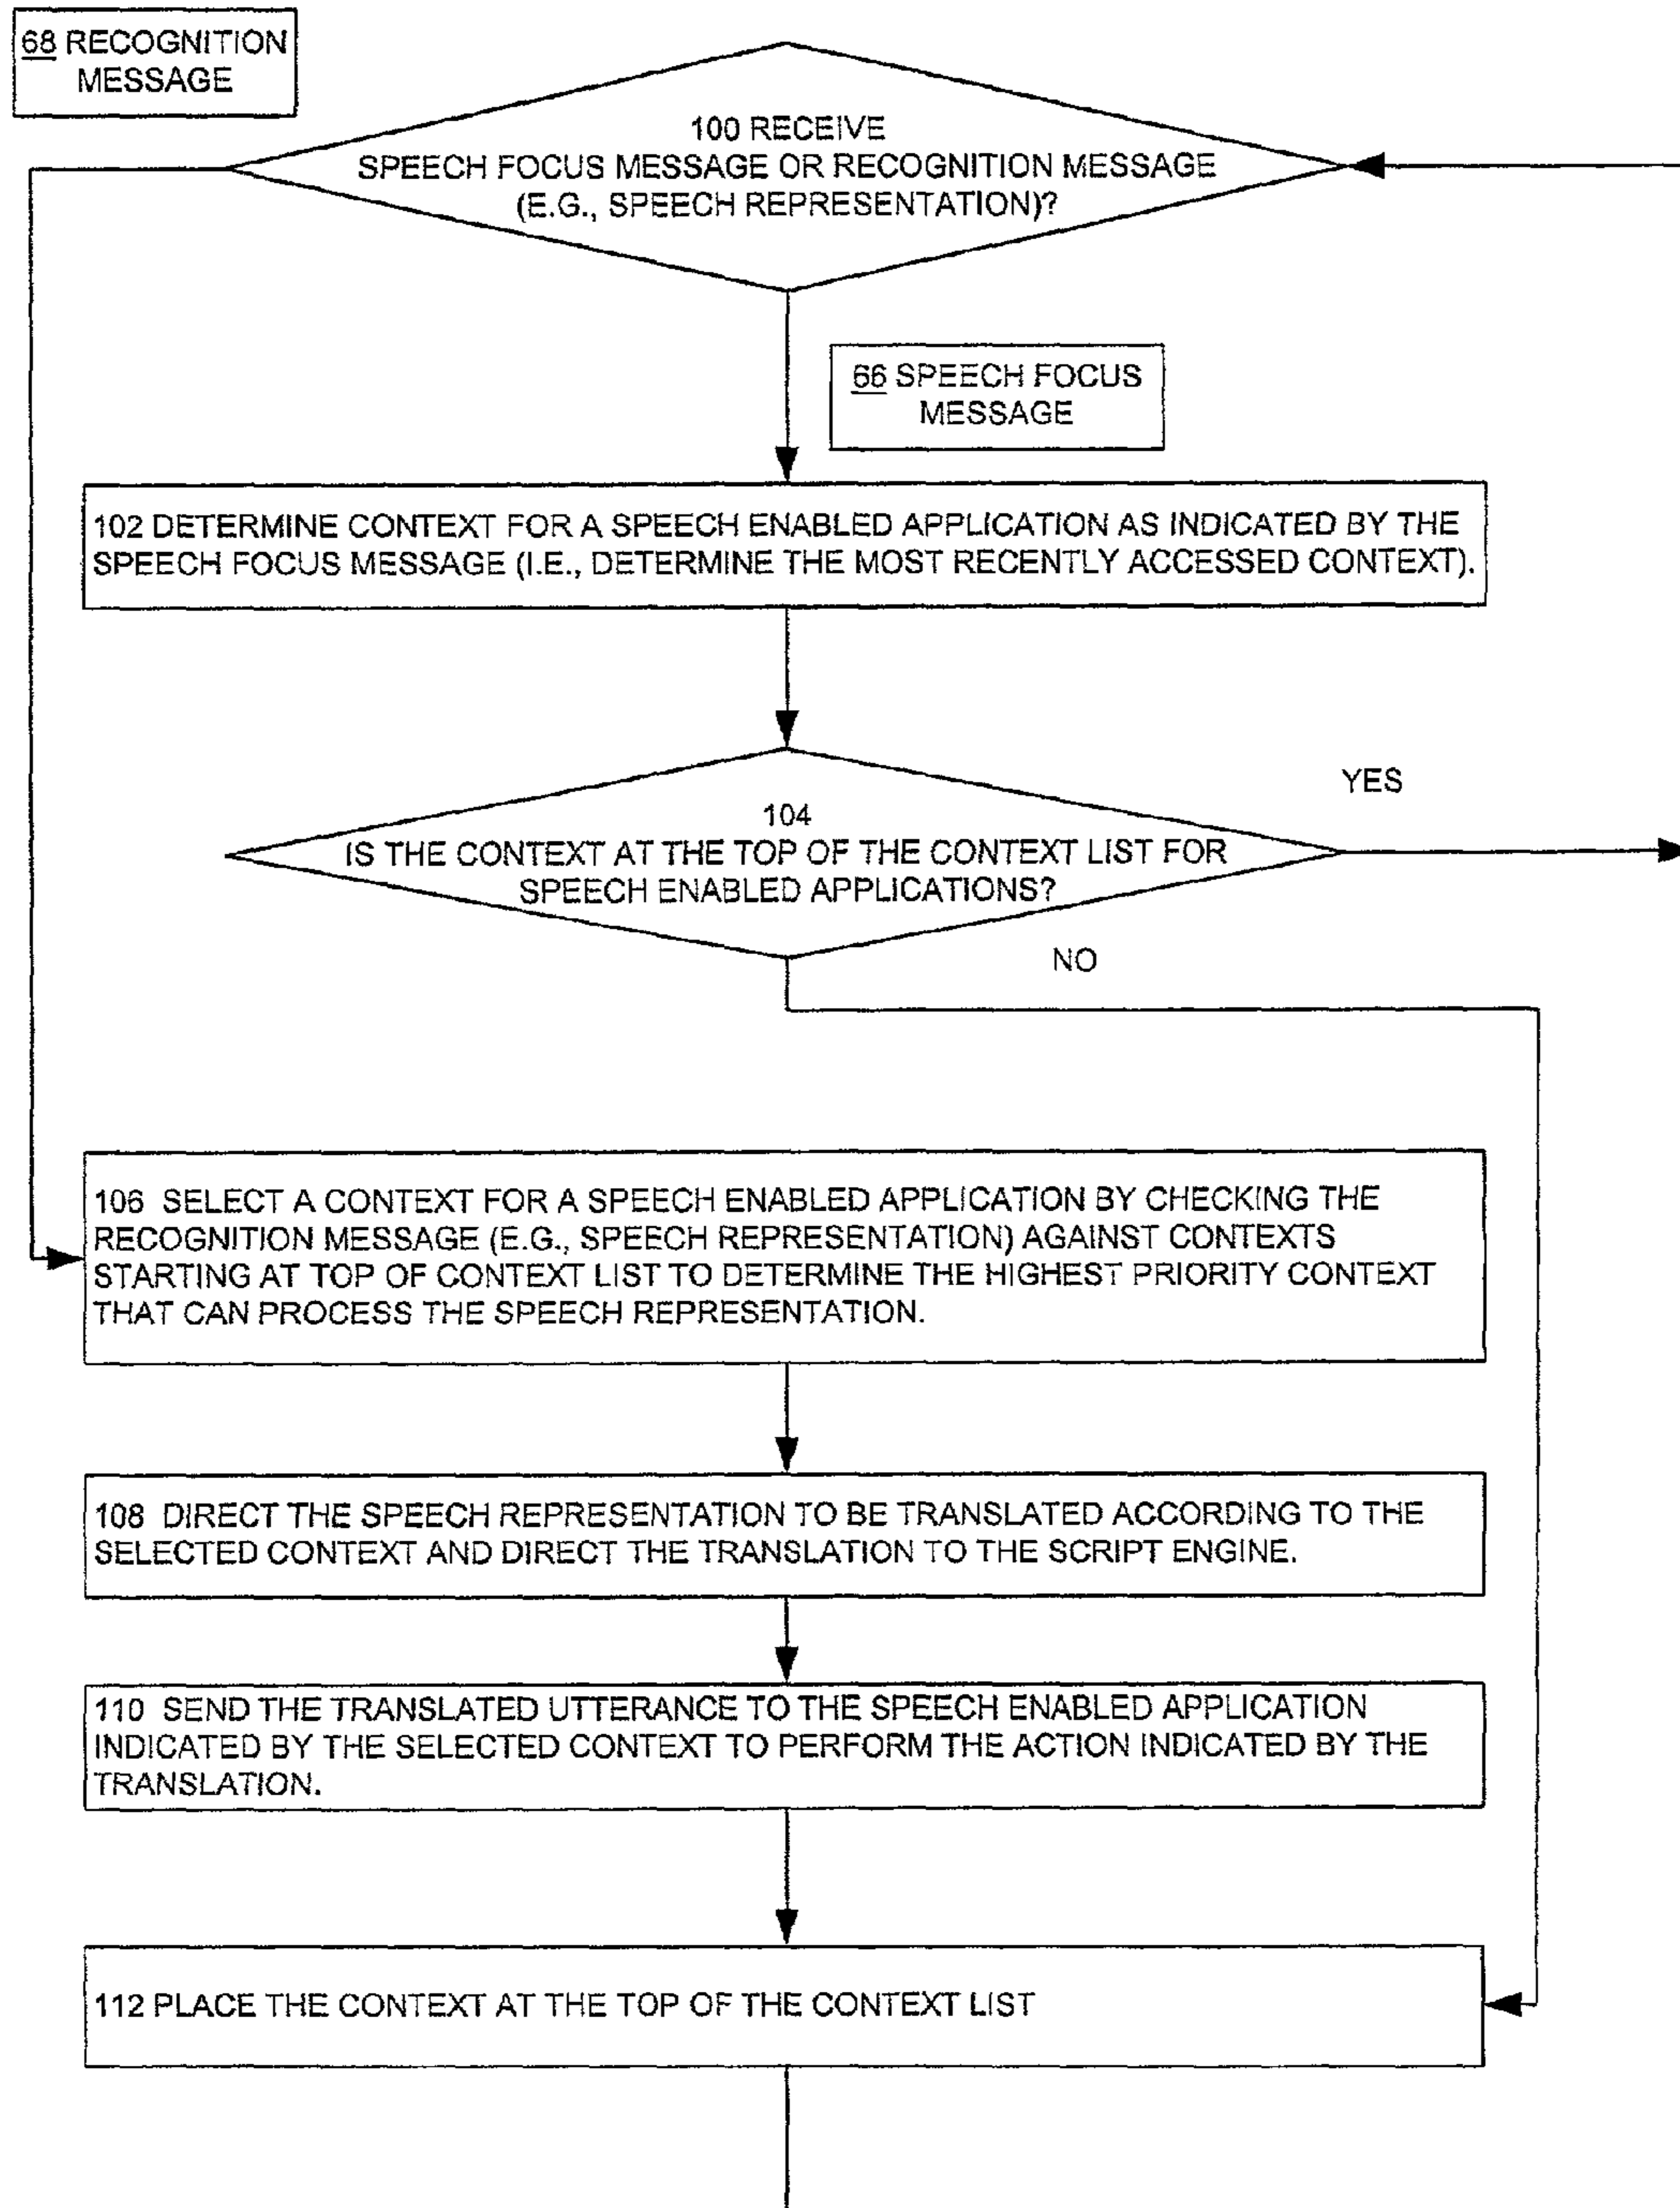 68 RECOGNITION
MESSAGE
100 RECEIVE
SPEECH FOCUS MESSAGE OR RECOGNITION MESSAGE
(E.G., SPEECH REPRESENTATION)?
66 SPEECH FOCUS
MESSAGE
102 DETERMINE CONTEXT FOR A SPEECH ENABLED APPLICATION AS INDICATED BY THE
SPEECH FOCUS MESSAGE (I.E., DETERMINE THE MOST RECENTLY ACCESSED CONTEXT).
YES
104
IS THE CONTEXT AT THE TOP OF THE CONTEXT LIST FOR
SPEECH ENABLED APPLICATIONS?
NO
106 SELECT A CONTEXT FOR A SPEECH ENABLED APPLICATION BY CHECKING THE
RECOGNITION MESSAGE (E.G., SPEECH REPRESENTATION) AGAINST CONTEXTS
STARTING AT TOP OF CONTEXT LIST TO DETERMINE THE HIGHEST PRIORITY CONTEXT
THAT CAN PROCESS THE SPEECH REPRESENTATION.
108 DIRECT THE SPEECH REPRESENTATION TO BE TRANSLATED ACCORDING TO THE
SELECTED CONTEXT AND DIRECT THE TRANSLATION TO THE SCRIPT ENGINE.
110 SEND THE TRANSLATED UTTERANCE TO THE SPEECH ENABLED APPLICATION
INDICATED BY THE SELECTED CONTEXT TO PERFORM THE ACTION INDICATED BY THE
TRANSLATION.
112 PLACE THE CONTEXT AT THE TOP OF THE CONTEXT LIST